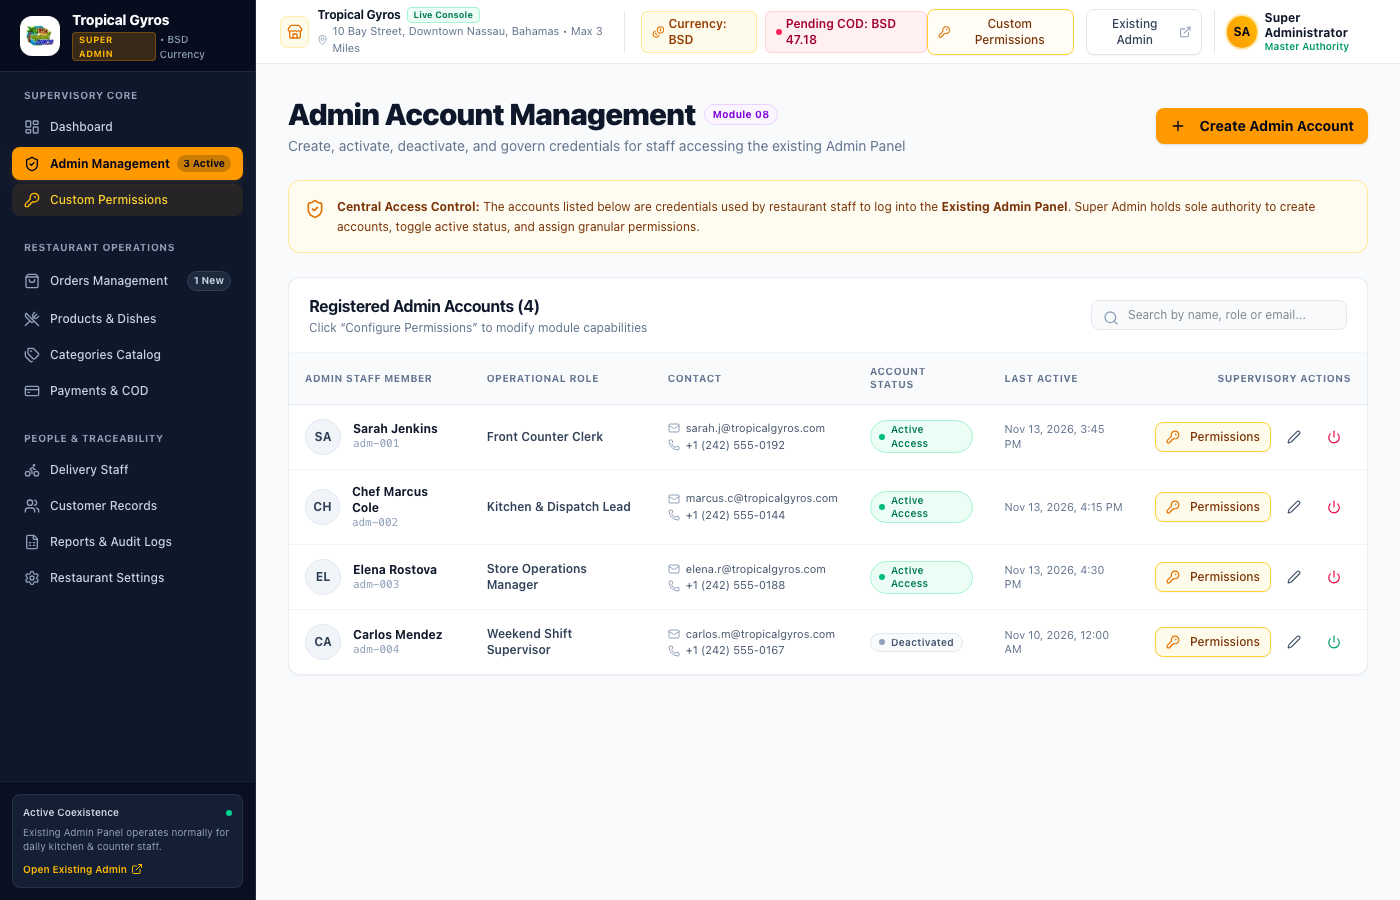 Tropical Gyros
SUPER ADMIN
• BSD Currency
SUPERVISORY CORE
Dashboard
Admin Management 3 Active
Custom Permissions
RESTAURANT OPERATIONS
Orders Management 1 New
Products & Dishes
Categories Catalog
Payments & COD
PEOPLE & TRACEABILITY
Delivery Staff
Customer Records
Reports & Audit Logs
Restaurant Settings
Active Coexistence
Existing Admin Panel operates normally for
daily kitchen & counter staff.
Open Existing Admin
Tropical Gyros Live Console
10 Bay Street, Downtown Nassau, Bahamas • Max 3
Miles
Currency:
BSD
Pending COD: BSD
47.18
Custom
Permissions
Existing
Admin
SA
Super
Administrator
Master Authority
Admin Account Management Module 08
Create, activate, deactivate, and govern credentials for staff accessing the existing Admin Panel
Create Admin Account
Central Access Control: The accounts listed below are credentials used by restaurant staff to log into the Existing Admin Panel. Super Admin holds sole authority to create
accounts, toggle active status, and assign granular permissions.
Registered Admin Accounts (4)
Click “Configure Permissions” to modify module capabilities
Search by name, role or email...
ADMIN STAFF MEMBER OPERATIONAL ROLE CONTACT ACCOUNT STATUS LAST ACTIVE SUPERVISORY ACTIONS
SA
Sarah Jenkins
adm-001
Front Counter Clerk
sarah.j@tropicalgyros.com
+1 (242) 555-0192
Active
Access
Nov 13, 2026, 3:45
PM
Permissions
CH
Chef Marcus
Cole
adm-002
Kitchen & Dispatch Lead
marcus.c@tropicalgyros.com
+1 (242) 555-0144
Active
Access
Nov 13, 2026, 4:15 PM
Permissions
EL
Elena Rostova
adm-003
Store Operations
Manager
elena.r@tropicalgyros.com
+1 (242) 555-0188
Active
Access
Nov 13, 2026, 4:30
PM
Permissions
CA
Carlos Mendez
adm-004
Weekend Shift
Supervisor
carlos.m@tropicalgyros.com
+1 (242) 555-0167
Deactivated
Nov 10, 2026, 12:00
AM
Permissions